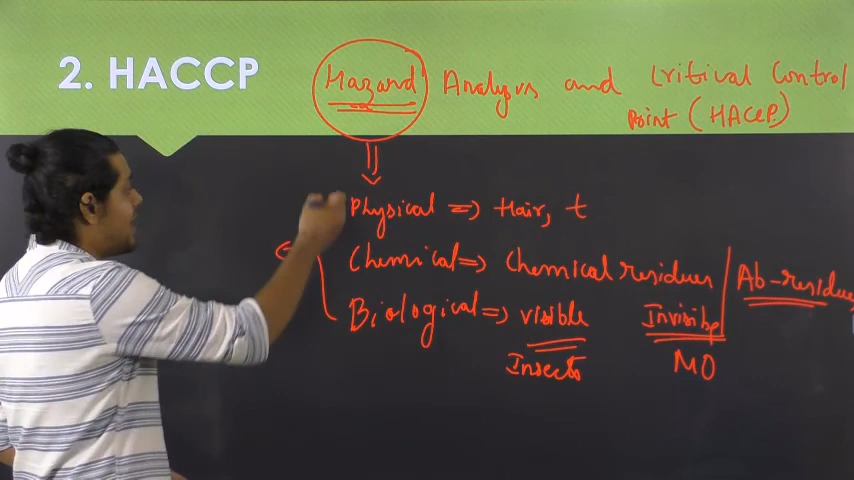 2. HACCP
Hazard Analysis and Critical Control
Point (HACCP)
Physical => Hair, t
Chemical => Chemical residues | Ab-residues
Biological => visible Invisible
Insects MO